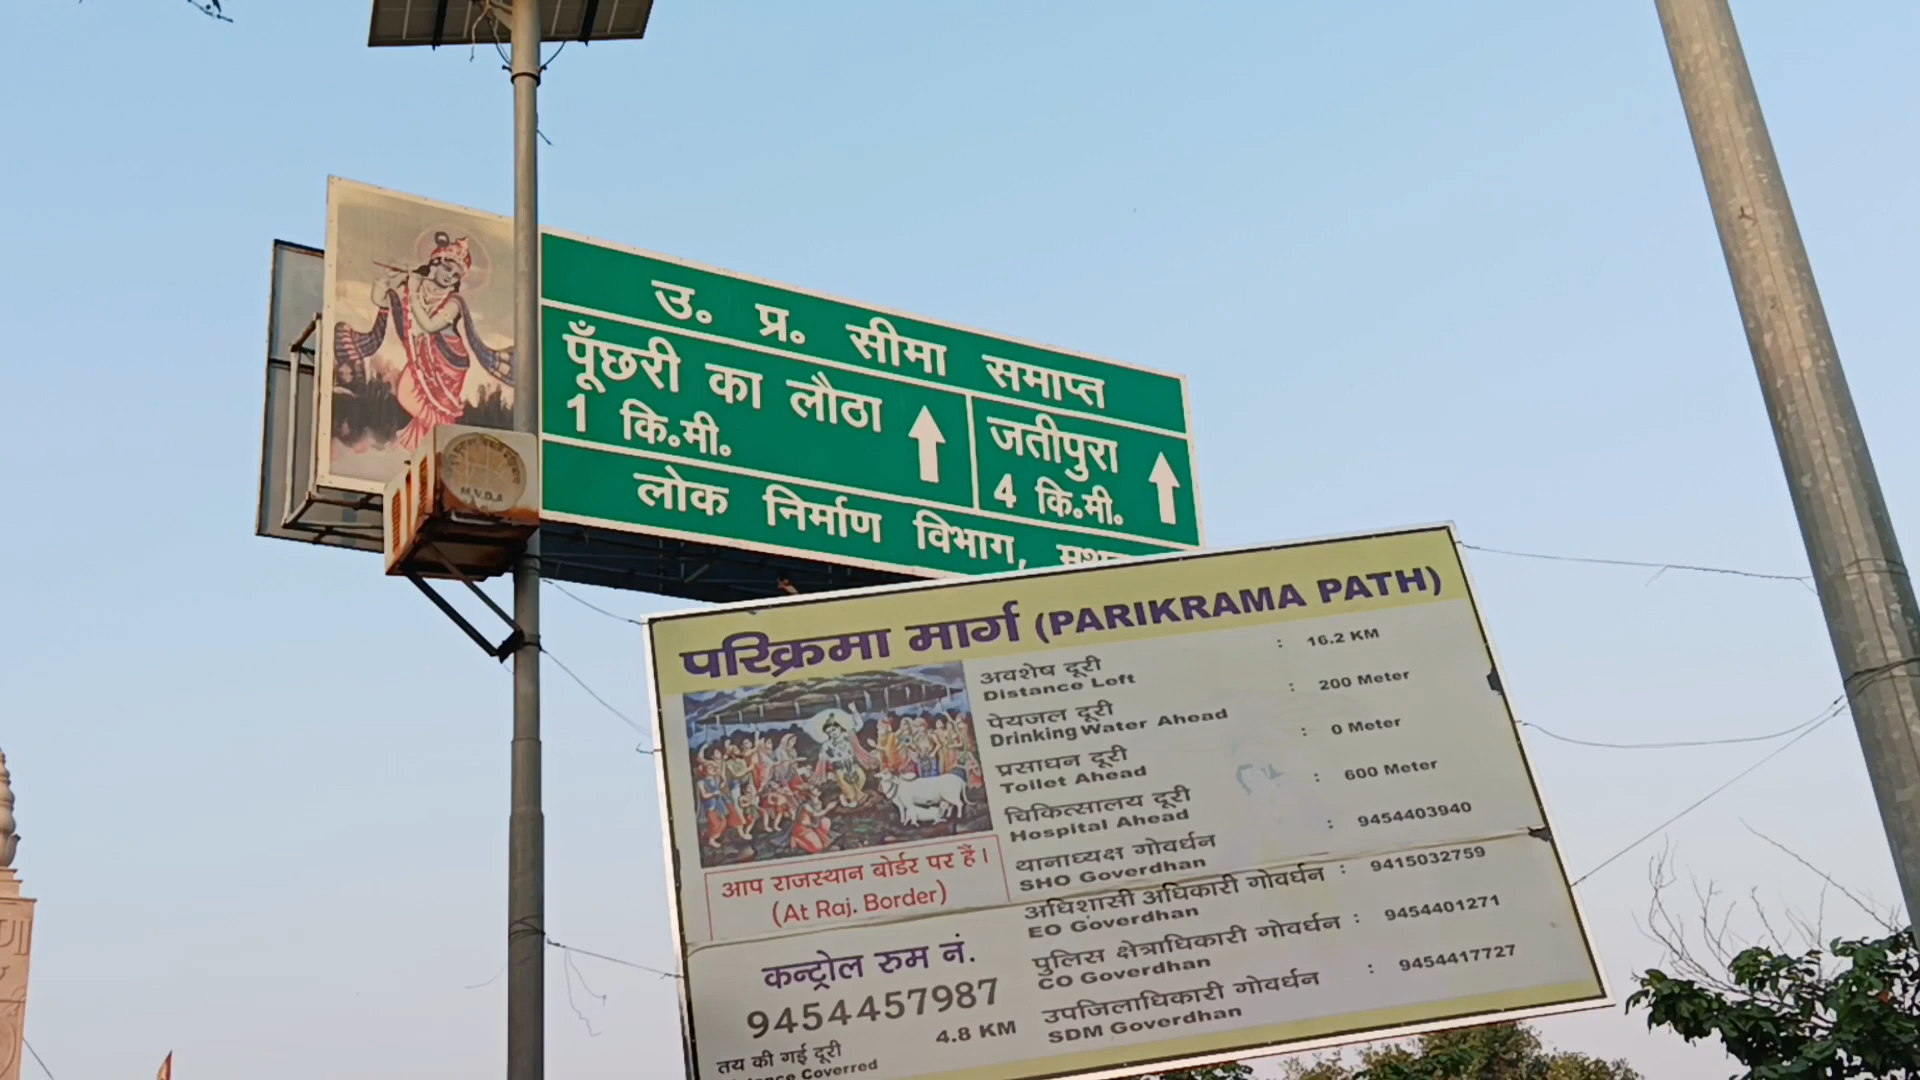 उ० प्र० सीमा समाप्त
पूँछरी का लौठा
1 कि.मी.
जतीपुरा
4 कि.मी.
लोक निर्माण विभाग,
M.V.D.A
परिक्रमा मार्ग (PARIKRAMA PATH)
अवशेष दूरी : 16.2 KM
Distance Left
पेयजल दूरी : 200 Meter
Drinking Water Ahead
प्रसाधन दूरी : 0 Meter
Toilet Ahead
चिकित्सालय दूरी : 600 Meter
Hospital Ahead
थानाध्यक्ष गोवर्धन : 9454403940
SHO Goverdhan
अधिशासी अधिकारी गोवर्धन : 9415032759
EO Goverdhan
पुलिस क्षेत्राधिकारी गोवर्धन : 9454401271
CO Goverdhan
उपजिलाधिकारी गोवर्धन : 9454417727
SDM Goverdhan
आप राजस्थान बोर्डर पर हैं।
(At Raj. Border)
कन्ट्रोल रुम नं.
9454457987
तय की गई दूरी 4.8 KM
Coverred